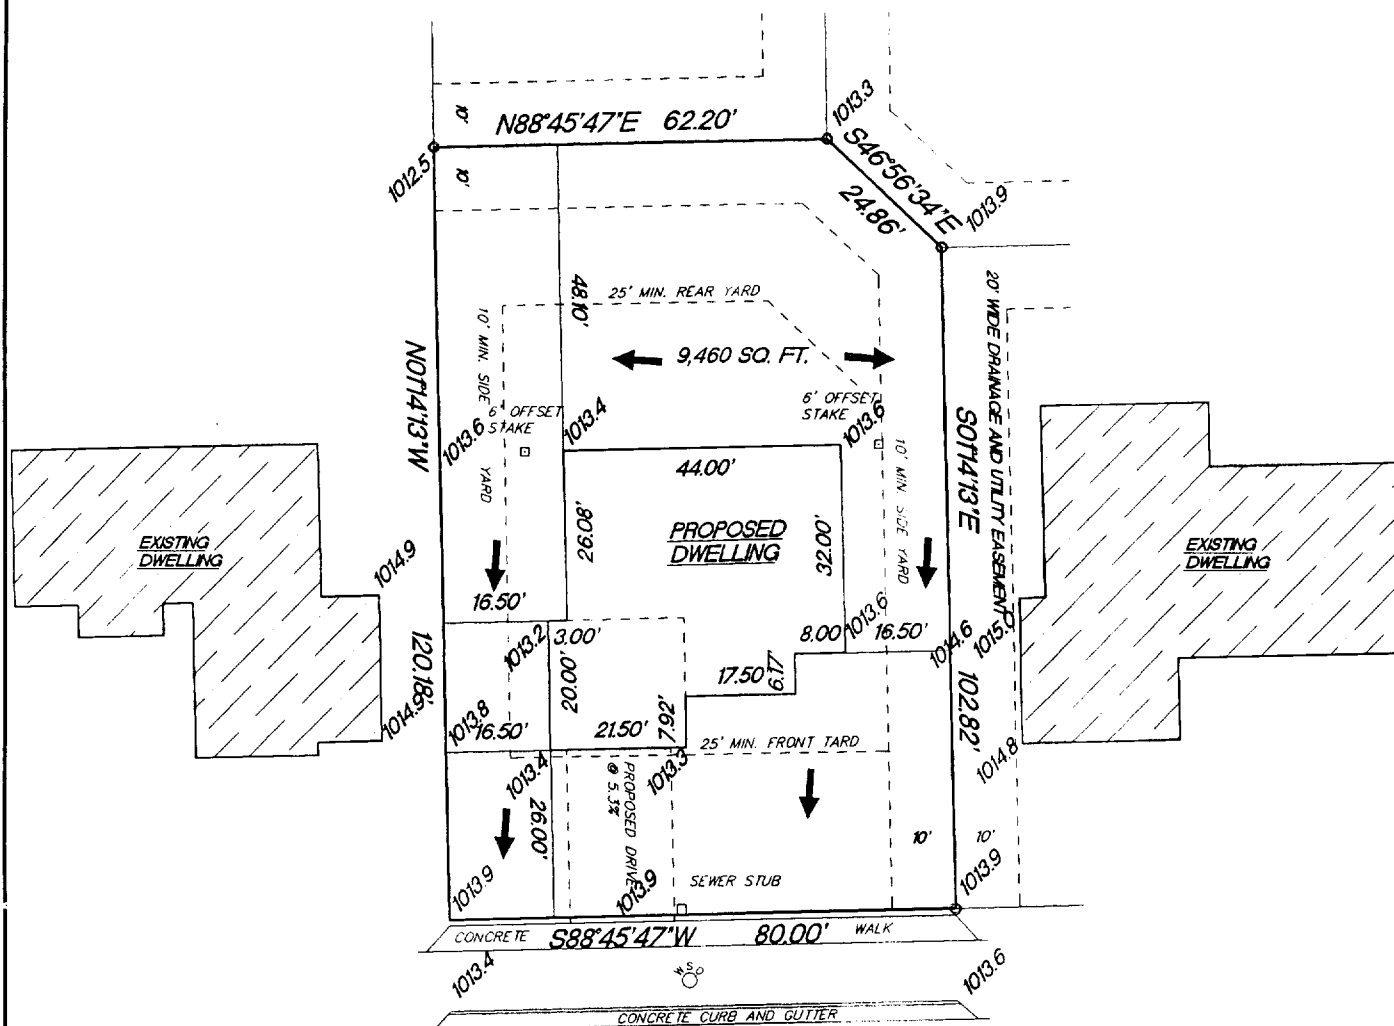 10'
N88°45'47"E 62.20'
1013.3
1012.5
10'
S46°56'34"E
24.86'
1013.9
48.10'
25' MIN. REAR YARD
20' WIDE DRAINAGE AND UTILITY EASEMENT
10' MIN. SIDE YARD
9,460 SQ. FT.
N01°14'13"W
6' OFFSET
STAKE
1013.6
1013.4
6' OFFSET
STAKE
1013.6
S01°14'13"E
44.00'
10' MIN. SIDE YARD
EXISTING
DWELLING
29.08'
PROPOSED
DWELLING
32.00'
EXISTING
DWELLING
1014.9
16.50'
1013.2
3.00'
8.00'
1013.6
16.50'
1014.6
1015.0
120.18'
20.00'
17.50'
6.17'
102.82'
1014.9
1013.8
16.50'
21.50'
7.92'
25' MIN. FRONT TARD
1014.8
1013.4
1013.3
PROPOSED DRIVE
@ 5.3%
26.00'
10'
10'
1013.9
1013.9
SEWER STUB
1013.9
CONCRETE S88°45'47"W 80.00' WALK
1013.4
W S O
1013.6
CONCRETE CURB AND GUTTER